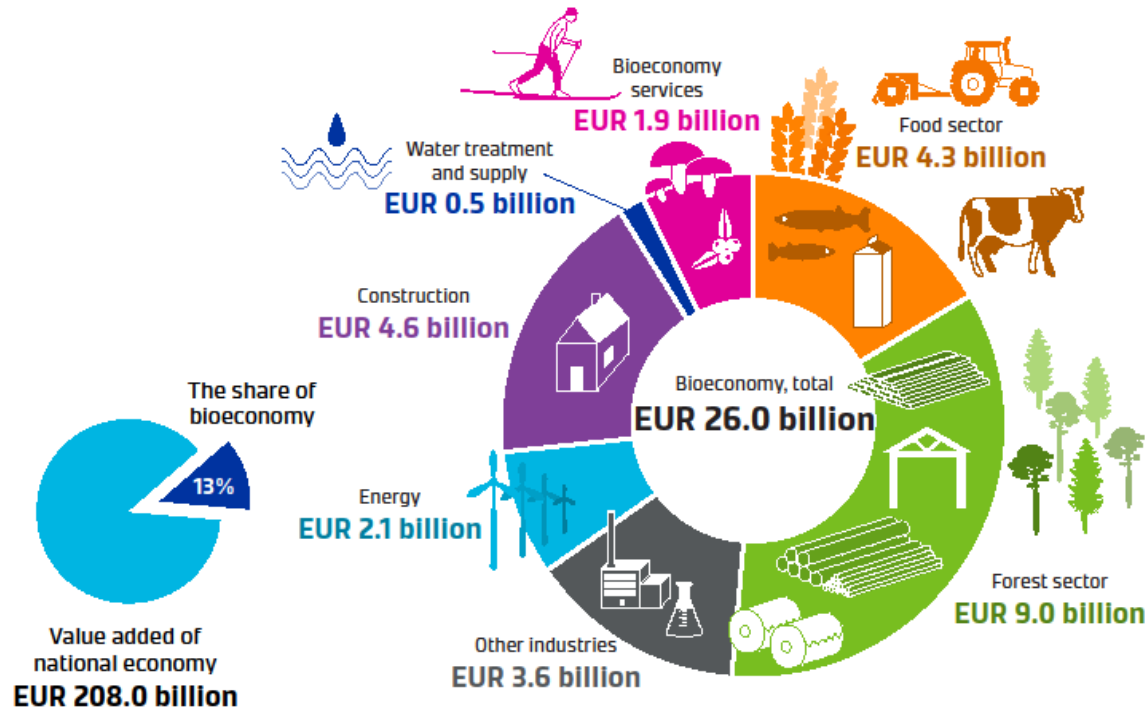 Bioeconomy
services
EUR 1.9 billion
Food sector
EUR 4.3 billion
Water treatment
and supply
EUR 0.5 billion
Construction
EUR 4.6 billion
Bioeconomy, total
EUR 26.0 billion
The share of
bioeconomy
13%
Energy
EUR 2.1 billion
Forest sector
EUR 9.0 billion
Other industries
EUR 3.6 billion
Value added of
national economy
EUR 208.0 billion